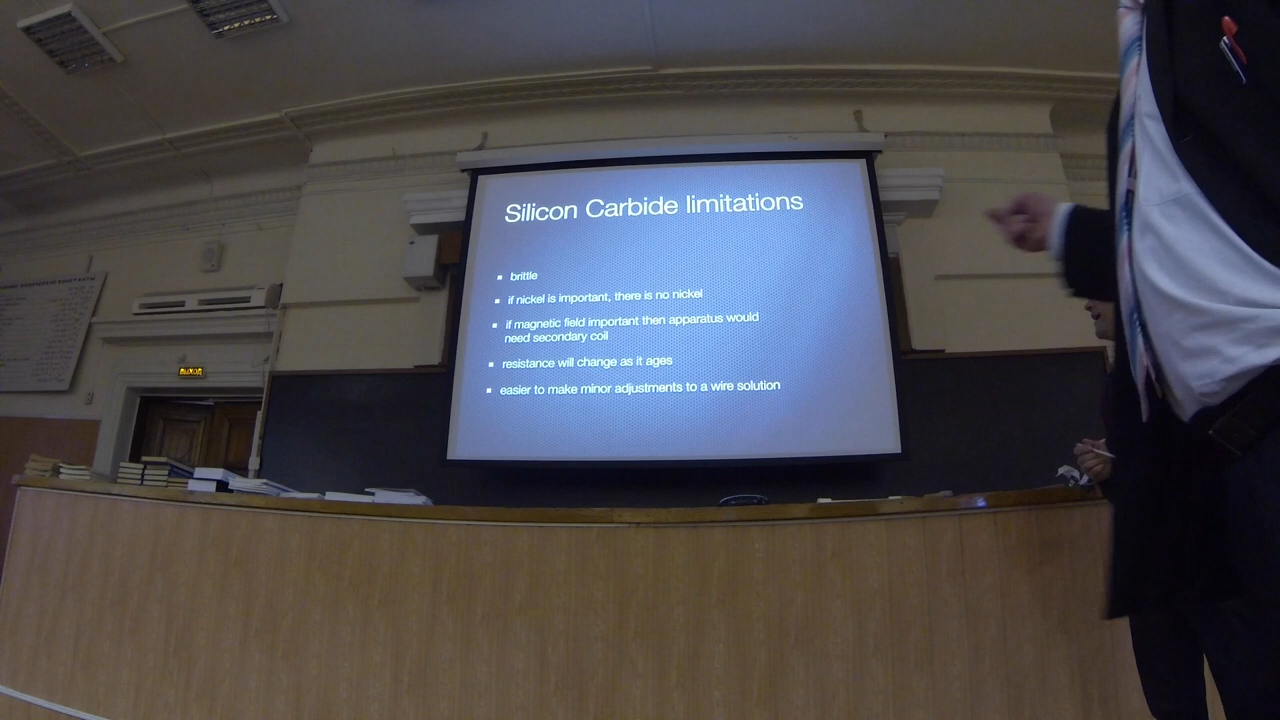 Silicon Carbide limitations
brittle
if nickel is important, there is no nickel
if magnetic field important then apparatus would
need secondary coil
resistance will change as it ages
easier to make minor adjustments to a wire solution
ВЫХОД